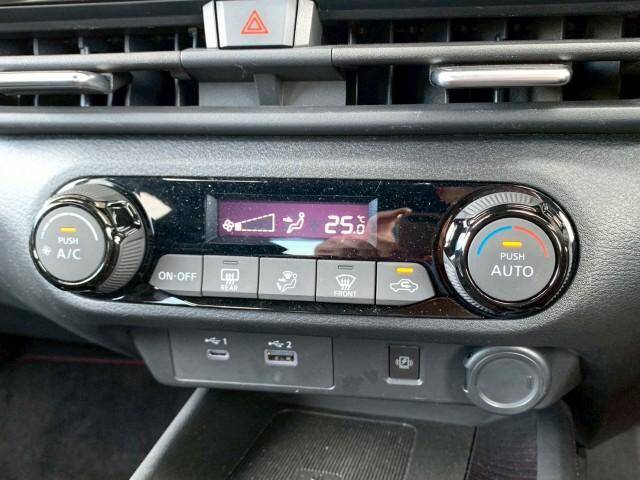 PUSH
A/C
25.0 °C
PUSH
AUTO
ON·OFF
REAR
FRONT
1
2